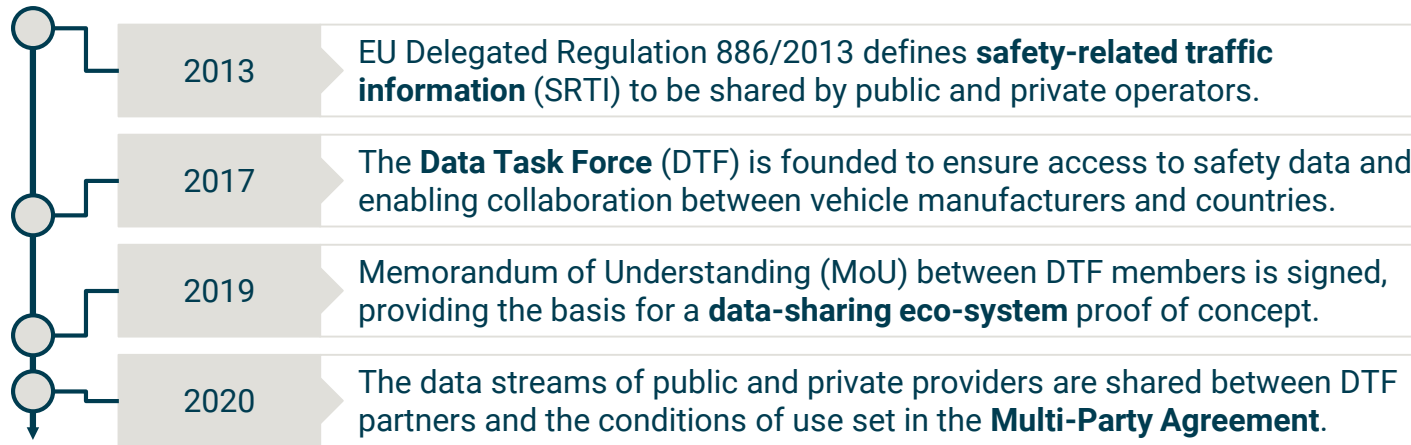 2013
EU Delegated Regulation 886/2013 defines safety-related traffic
information (SRTI) to be shared by public and private operators.
2017
The Data Task Force (DTF) is founded to ensure access to safety data and
enabling collaboration between vehicle manufacturers and countries.
2019
Memorandum of Understanding (MoU) between DTF members is signed,
providing the basis for a data-sharing eco-system proof of concept.
2020
The data streams of public and private providers are shared between DTF
partners and the conditions of use set in the Multi-Party Agreement.